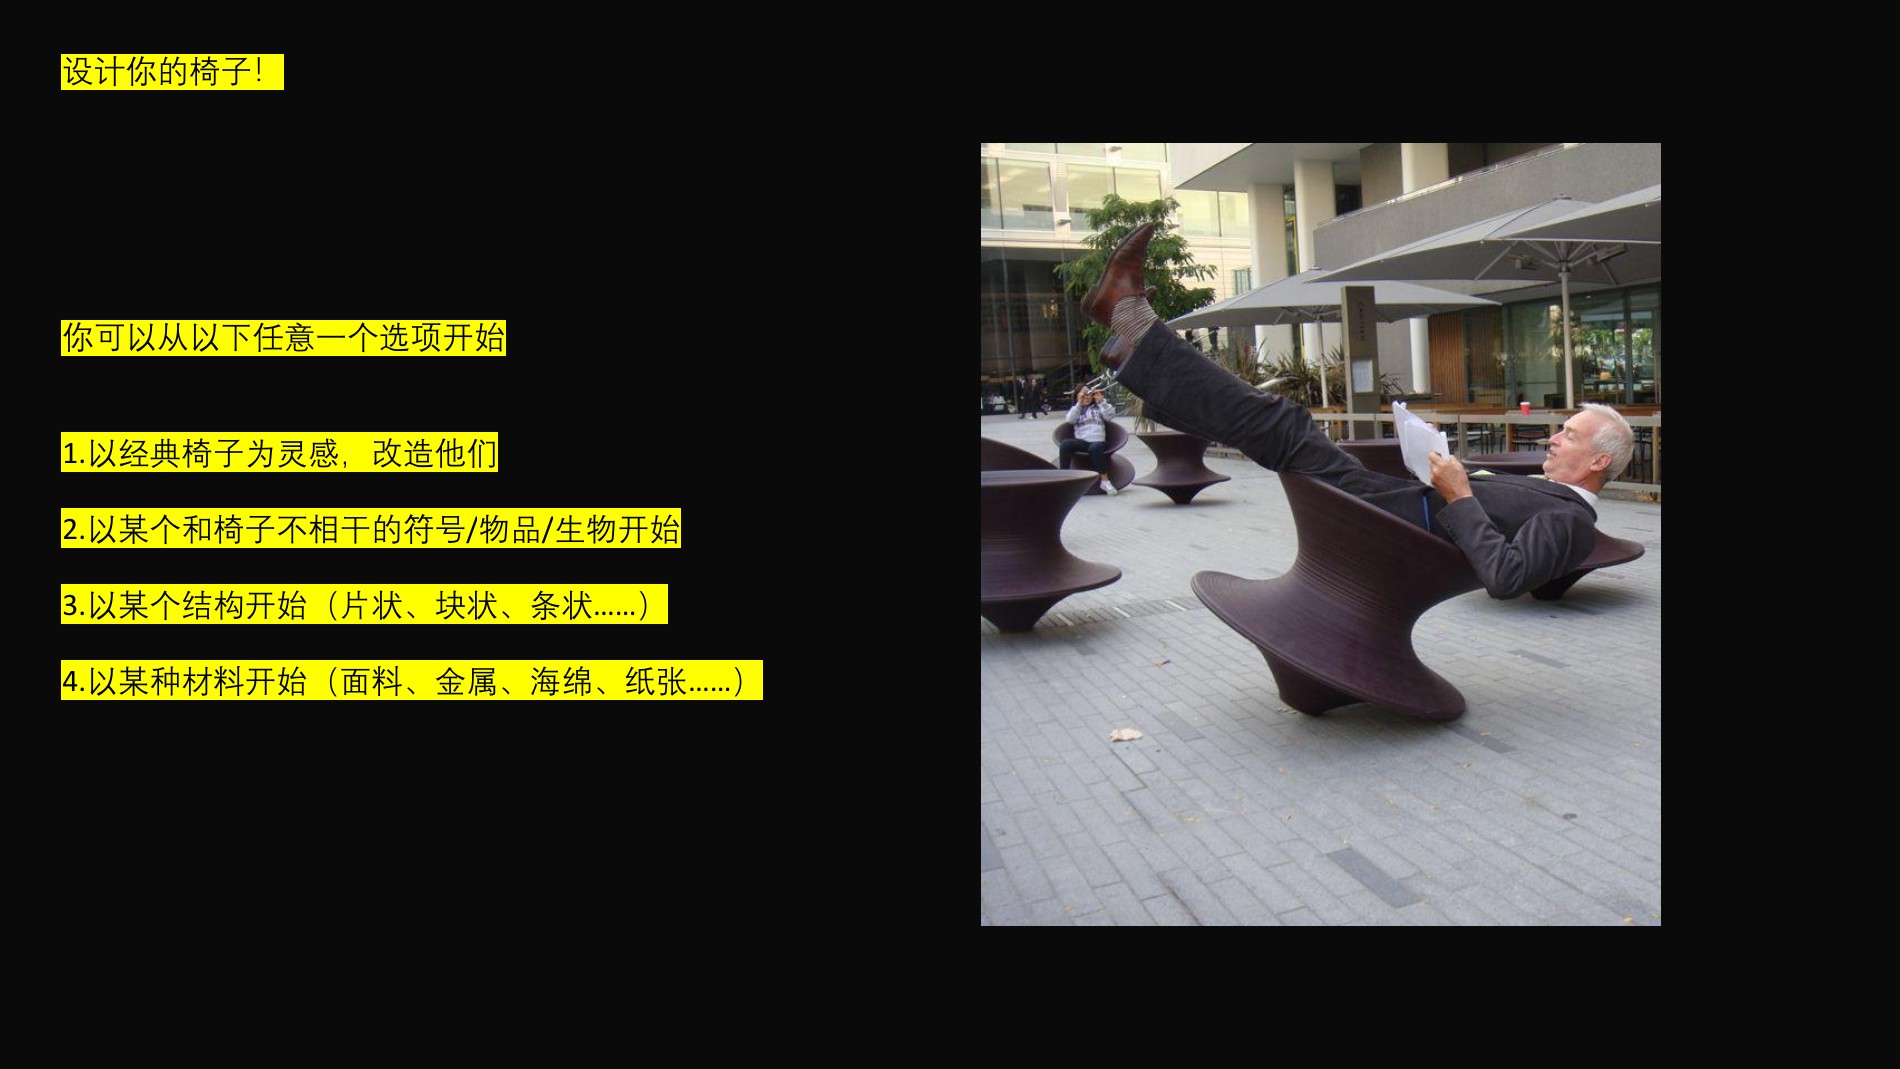 设计你的椅子！
你可以从以下任意一个选项开始
1.以经典椅子为灵感，改造他们
2.以某个和椅子不相干的符号/物品/生物开始
3.以某个结构开始（片状、块状、条状……）
4.以某种材料开始（面料、金属、海绵、纸张……）